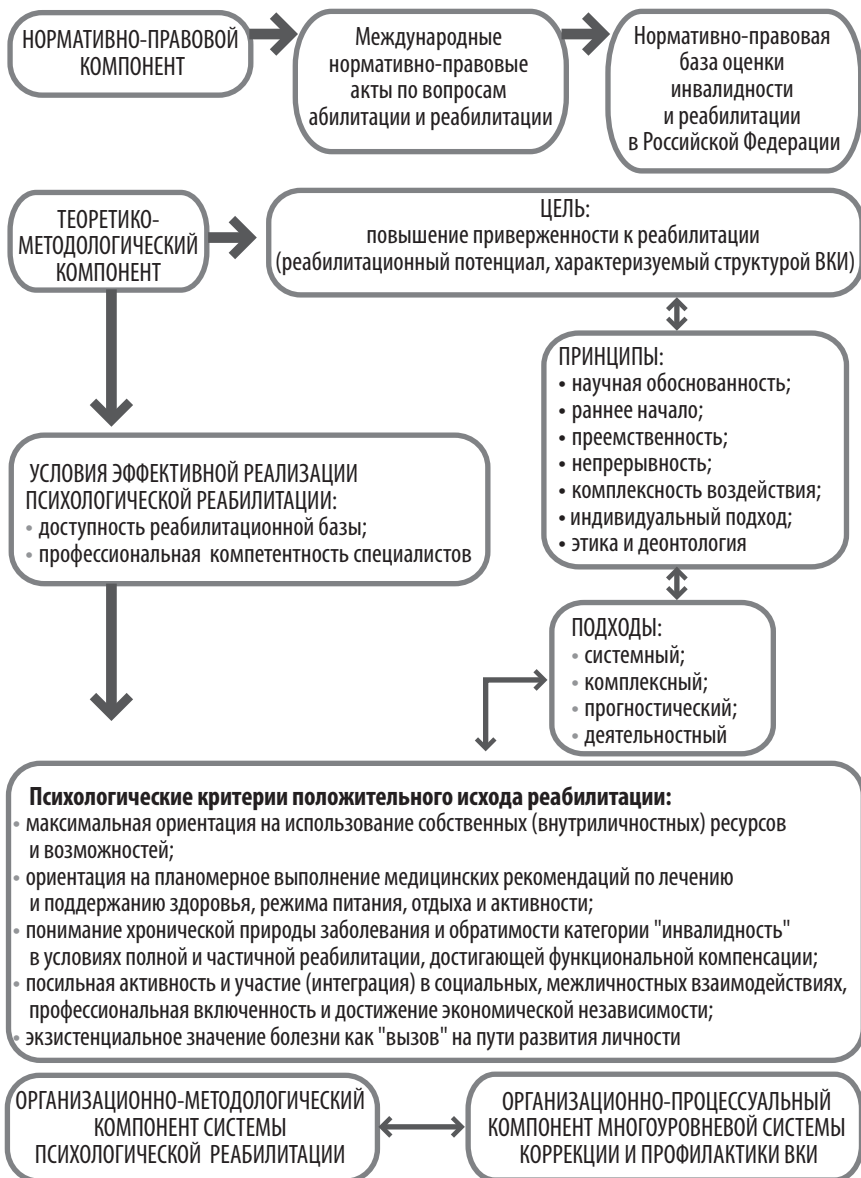 НОРМАТИВНО-ПРАВОВОЙ
КОМПОНЕНТ
Международные
нормативно-правовые
акты по вопросам
абилитации и реабилитации
Нормативно-правовая
база оценки
инвалидности
и реабилитации
в Российской Федерации
ТЕОРЕТИКО-
МЕТОДОЛОГИЧЕСКИЙ
КОМПОНЕНТ
ЦЕЛЬ:
повышение приверженности к реабилитации
(реабилитационный потенциал, характеризуемый структурой ВКИ)
ПРИНЦИПЫ:
• научная обоснованность;
• раннее начало;
• преемственность;
• непрерывность;
• комплексность воздействия;
• индивидуальный подход;
• этика и деонтология
УСЛОВИЯ ЭФФЕКТИВНОЙ РЕАЛИЗАЦИИ
ПСИХОЛОГИЧЕСКОЙ РЕАБИЛИТАЦИИ:
• доступность реабилитационной базы;
• профессиональная компетентность специалистов
ПОДХОДЫ:
• системный;
• комплексный;
• прогностический;
• деятельностный
Психологические критерии положительного исхода реабилитации:
• максимальная ориентация на использование собственных (внутриличностных) ресурсов
и возможностей;
• ориентация на планомерное выполнение медицинских рекомендаций по лечению
и поддержанию здоровья, режима питания, отдыха и активности;
• понимание хронической природы заболевания и обратимости категории "инвалидность"
в условиях полной и частичной реабилитации, достигающей функциональной компенсации;
• посильная активность и участие (интеграция) в социальных, межличностных взаимодействиях,
профессиональная включенность и достижение экономической независимости;
• экзистенциальное значение болезни как "вызов" на пути развития личности
ОРГАНИЗАЦИОННО-МЕТОДОЛОГИЧЕСКИЙ
КОМПОНЕНТ СИСТЕМЫ
ПСИХОЛОГИЧЕСКОЙ РЕАБИЛИТАЦИИ
ОРГАНИЗАЦИОННО-ПРОЦЕССУАЛЬНЫЙ
КОМПОНЕНТ МНОГОУРОВНЕВОЙ СИСТЕМЫ
КОРРЕКЦИИ И ПРОФИЛАКТИКИ ВКИ